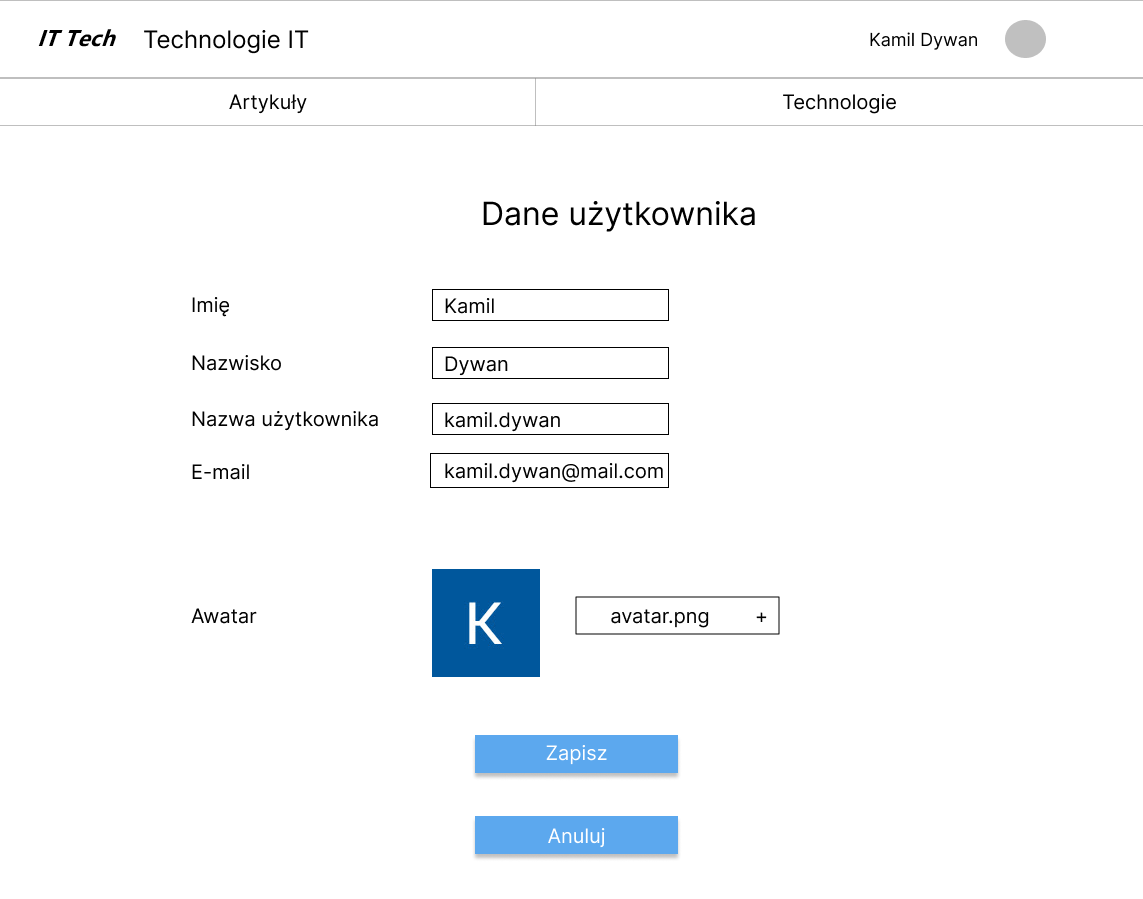 IT Tech Technologie IT Kamil Dywan
Artykuły Technologie
Dane użytkownika
Imię Kamil
Nazwisko Dywan
Nazwa użytkownika kamil.dywan
E-mail kamil.dywan@mail.com
K
Awatar avatar.png +
Zapisz
Anuluj